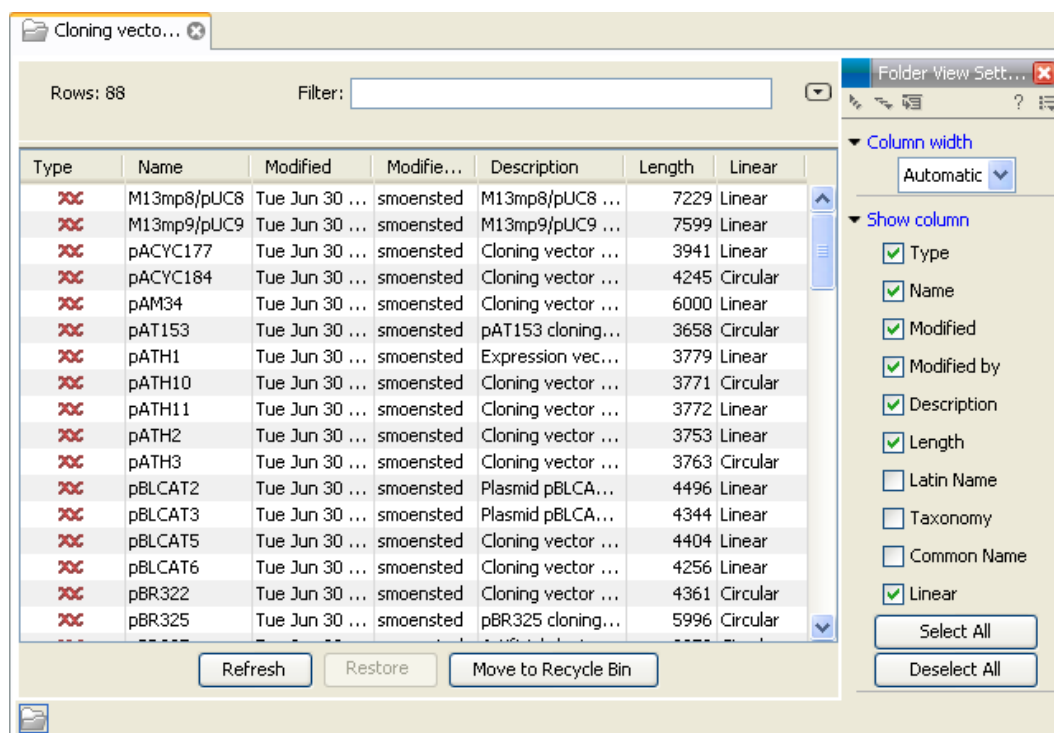 Cloning vecto...
Rows: 88 Filter:
Type Name Modified Modifie... Description Length Linear
M13mp8/pUC8 Tue Jun 30 ... smoensted M13mp8/pUC8 ... 7229 Linear
M13mp9/pUC9 Tue Jun 30 ... smoensted M13mp9/pUC9 ... 7599 Linear
pACYC177 Tue Jun 30 ... smoensted Cloning vector ... 3941 Linear
pACYC184 Tue Jun 30 ... smoensted Cloning vector ... 4245 Circular
pAM34 Tue Jun 30 ... smoensted Cloning vector ... 6000 Linear
pAT153 Tue Jun 30 ... smoensted pAT153 cloning... 3658 Circular
pATH1 Tue Jun 30 ... smoensted Expression vec... 3779 Linear
pATH10 Tue Jun 30 ... smoensted Cloning vector ... 3771 Circular
pATH11 Tue Jun 30 ... smoensted Cloning vector ... 3772 Linear
pATH2 Tue Jun 30 ... smoensted Cloning vector ... 3753 Linear
pATH3 Tue Jun 30 ... smoensted Cloning vector ... 3763 Circular
pBLCAT2 Tue Jun 30 ... smoensted Plasmid pBLCA... 4496 Linear
pBLCAT3 Tue Jun 30 ... smoensted Plasmid pBLCA... 4344 Linear
pBLCAT5 Tue Jun 30 ... smoensted Cloning vector ... 4404 Linear
pBLCAT6 Tue Jun 30 ... smoensted Cloning vector ... 4256 Linear
pBR322 Tue Jun 30 ... smoensted Cloning vector ... 4361 Circular
pBR325 Tue Jun 30 ... smoensted pBR325 cloning... 5996 Circular
Refresh Restore Move to Recycle Bin
Folder View Sett...
?
Column width
Automatic
Show column
Type
Name
Modified
Modified by
Description
Length
Latin Name
Taxonomy
Common Name
Linear
Select All
Deselect All